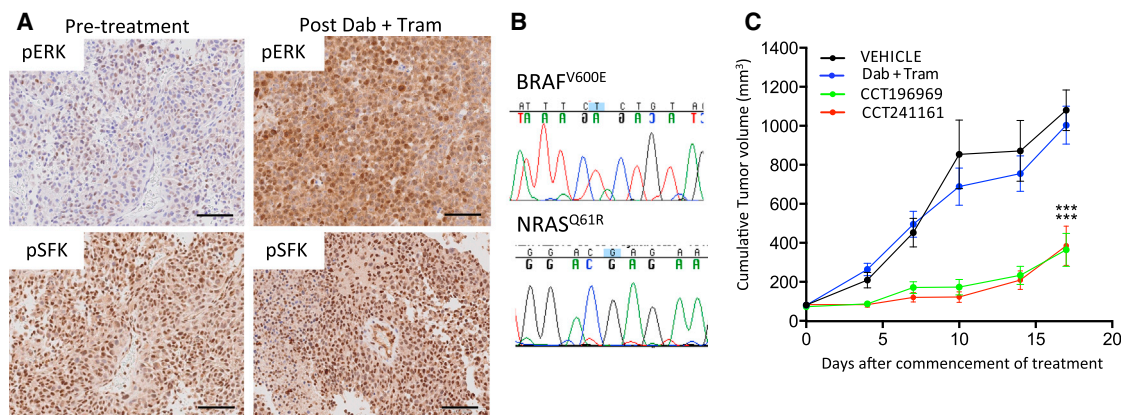 A
Pre-treatment
Post Dab + Tram
pERK
pERK
pSFK
pSFK
B
BRAF^V600E
AT T T C T C T G T A
TA A A G A G A C A T
NRAS^Q61R
G G A C G A G A A
G G A C G A G A A
C
Cumulative Tumor volume (mm³)
1400
1200
1000
800
600
400
200
0
VEHICLE
Dab + Tram
CCT196969
CCT241161
***
***
0 5 10 15 20
Days after commencement of treatment